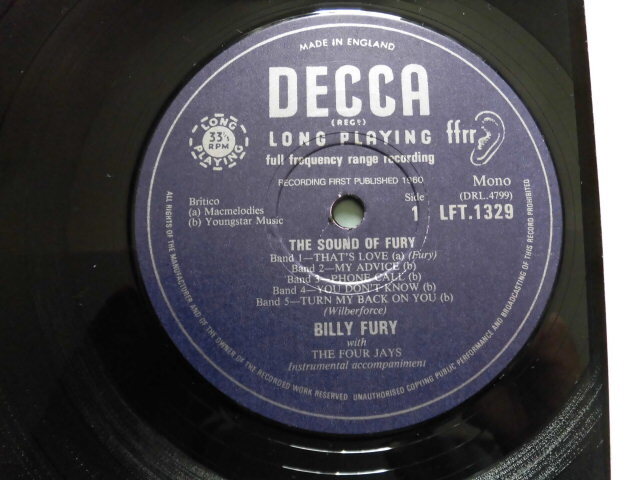 MADE IN ENGLAND
DECCA
(REGD)
LONG PLAYING
full frequency range recording
ffrr
LONG PLAYING
33⅓
RPM
RECORDING FIRST PUBLISHED 1960
Mono
(DRL.4799)
Side
1
LFT.1329
Britico
(a) Macmelodies
(b) Youngstar Music
THE SOUND OF FURY
Band 1—THAT'S LOVE (a) (Fury)
Band 2—MY ADVICE (b)
Band 3—PHONE CALL (b)
Band 4—YOU DON'T KNOW (b)
Band 5—TURN MY BACK ON YOU (b)
(Wilberforce)
BILLY FURY
with
THE FOUR JAYS
Instrumental accompaniment
ALL RIGHTS OF THE MANUFACTURER AND OF THE OWNER OF THE RECORDED WORK RESERVED UNAUTHORISED COPYING PUBLIC PERFORMANCE AND BROADCASTING OF THIS RECORD PROHIBITED